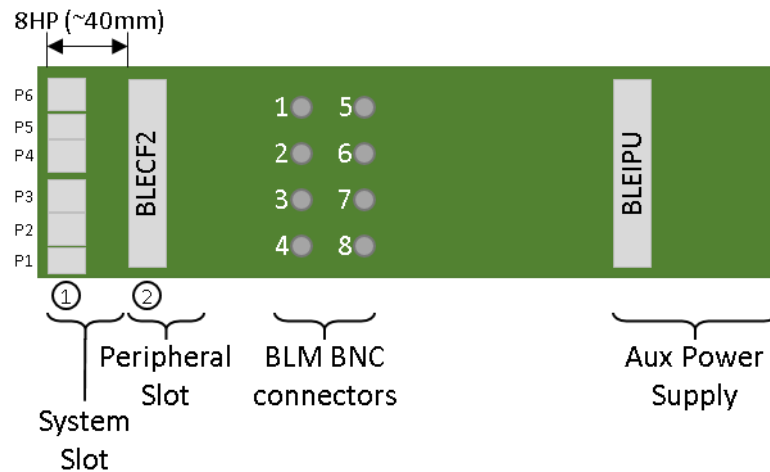 8HP (~40mm)
P6
P5
P4
P3
P2
P1
BLECF2
1 5
2 6
3 7
4 8
BLEIPU
1
2
System
Slot
Peripheral
Slot
BLM BNC
connectors
Aux Power
Supply